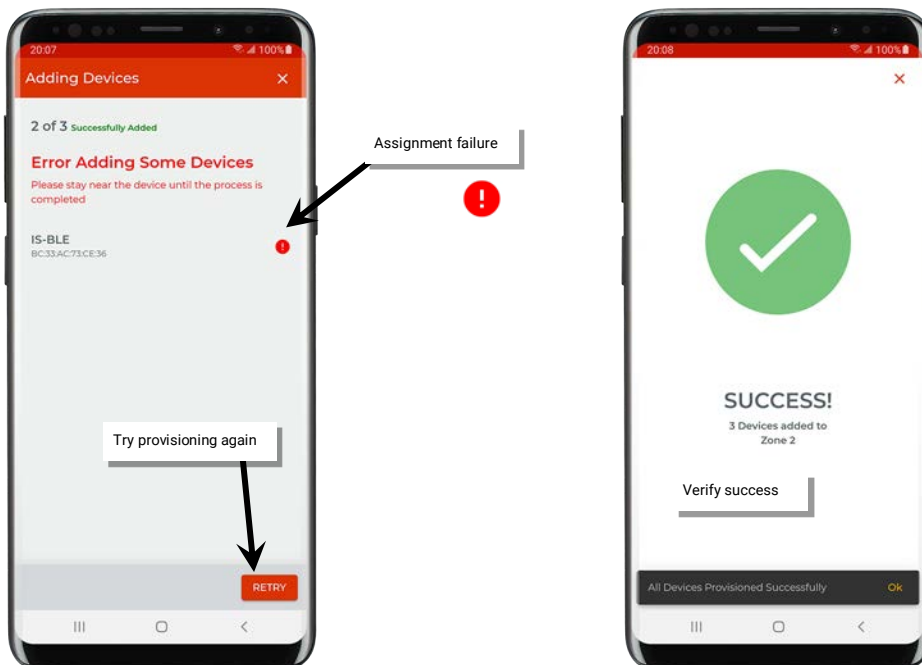 20:07
100%
Adding Devices
2 of 3 Successfully Added
Error Adding Some Devices
Please stay near the device until the process is
completed
IS-BLE
BC:33:AC:73:CE:36
Try provisioning again
RETRY
Assignment failure
20:08
100%
SUCCESS!
3 Devices added to
Zone 2
Verify success
All Devices Provisioned Successfully Ok